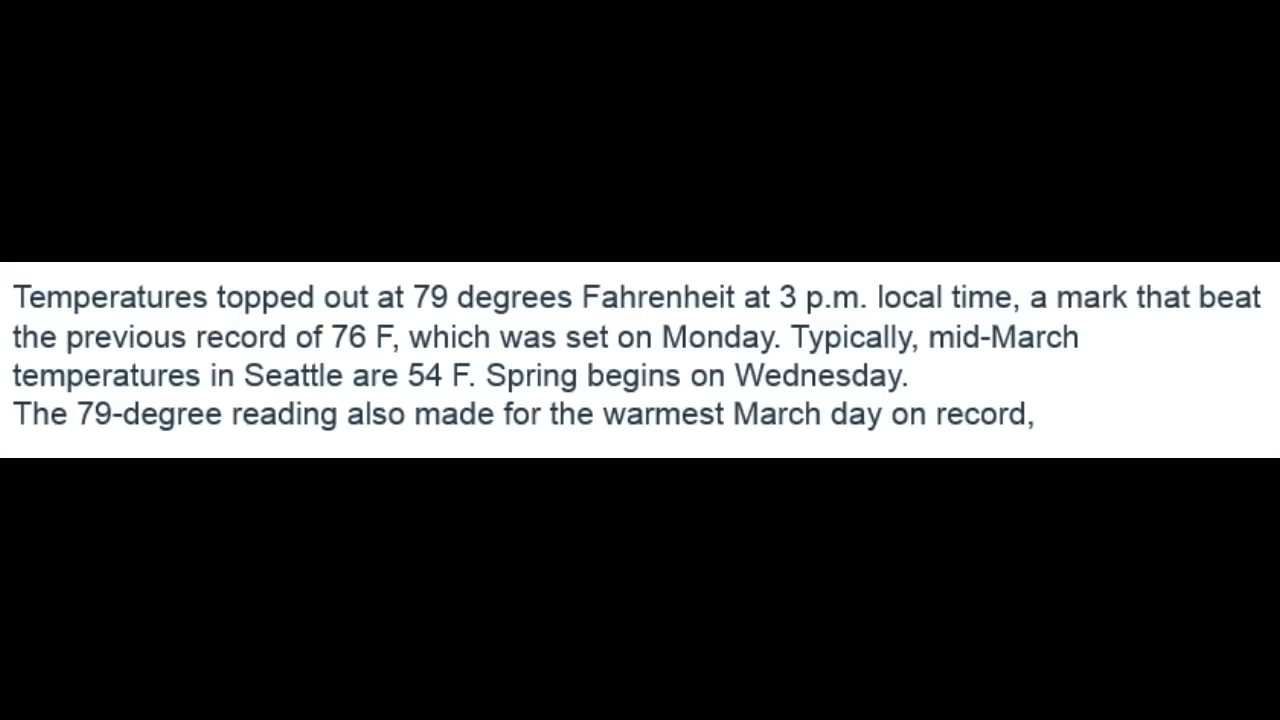 Temperatures topped out at 79 degrees Fahrenheit at 3 p.m. local time, a mark that beat
the previous record of 76 F, which was set on Monday. Typically, mid-March
temperatures in Seattle are 54 F. Spring begins on Wednesday.
The 79-degree reading also made for the warmest March day on record,